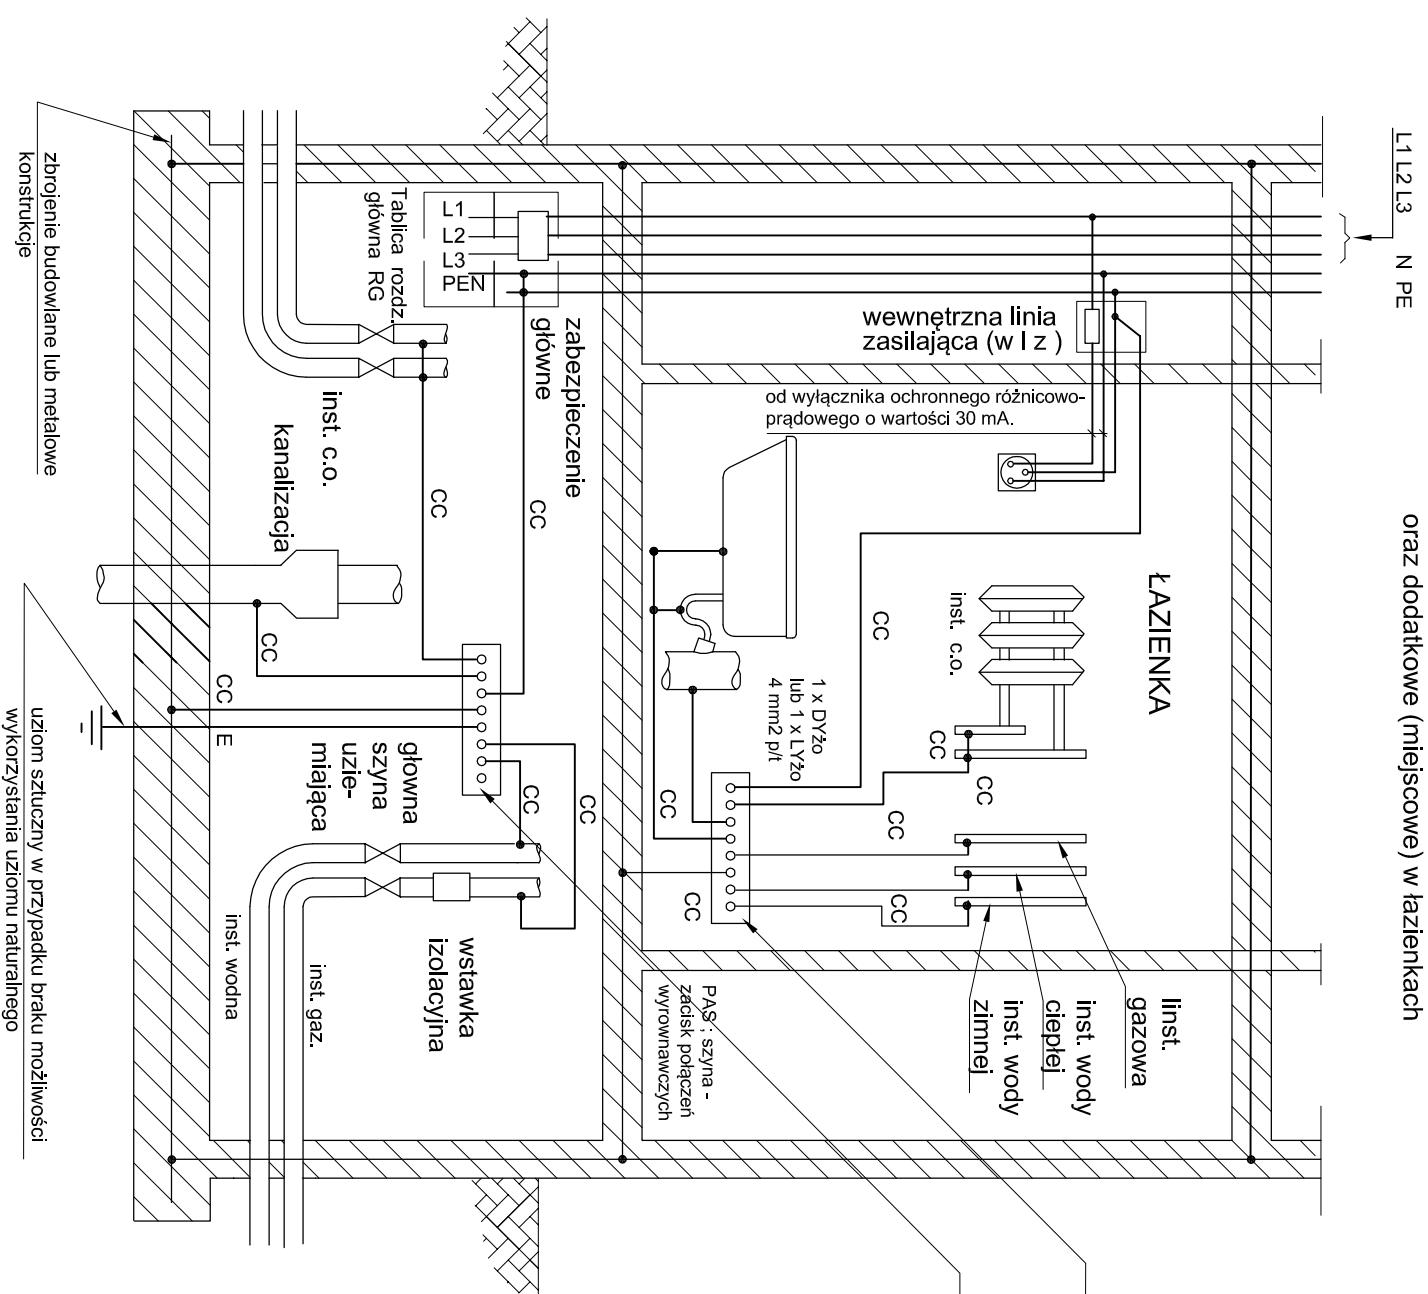 oraz dodatkowe (miejscowe) w łazienkach
L1 L2 L3
N PE
wewnętrzna linia
zasilająca (w l z )
od wyłącznika ochronnego różnicowo-
prądowego o wartości 30 mA.
ŁAZIENKA
inst. c.o.
CC
CC
CC
CC
1 x DYżo
lub 1 x LYżo
4 mm2 p/t
CC
CC
CC
Iinst.
gazowa
inst. wody
ciepłej
inst. wody
zimnej
PAS ; szyna -
zacisk połączeń
wyrownawczych
L1
L2
L3
PEN
Tablica rozdz.
główna RG
zabezpieczenie
główne
inst. c.o.
kanalizacja
CC
CC
CC
CC
E
głowna
szyna
uzie-
miająca
CC
CC
wstawka
izolacyjna
inst. gaz.
inst. wodna
zbrojenie budowlane lub metalowe
konstrukcje
uziom sztuczny w przypadku braku możliwości
wykorzystania uziomu naturalnego